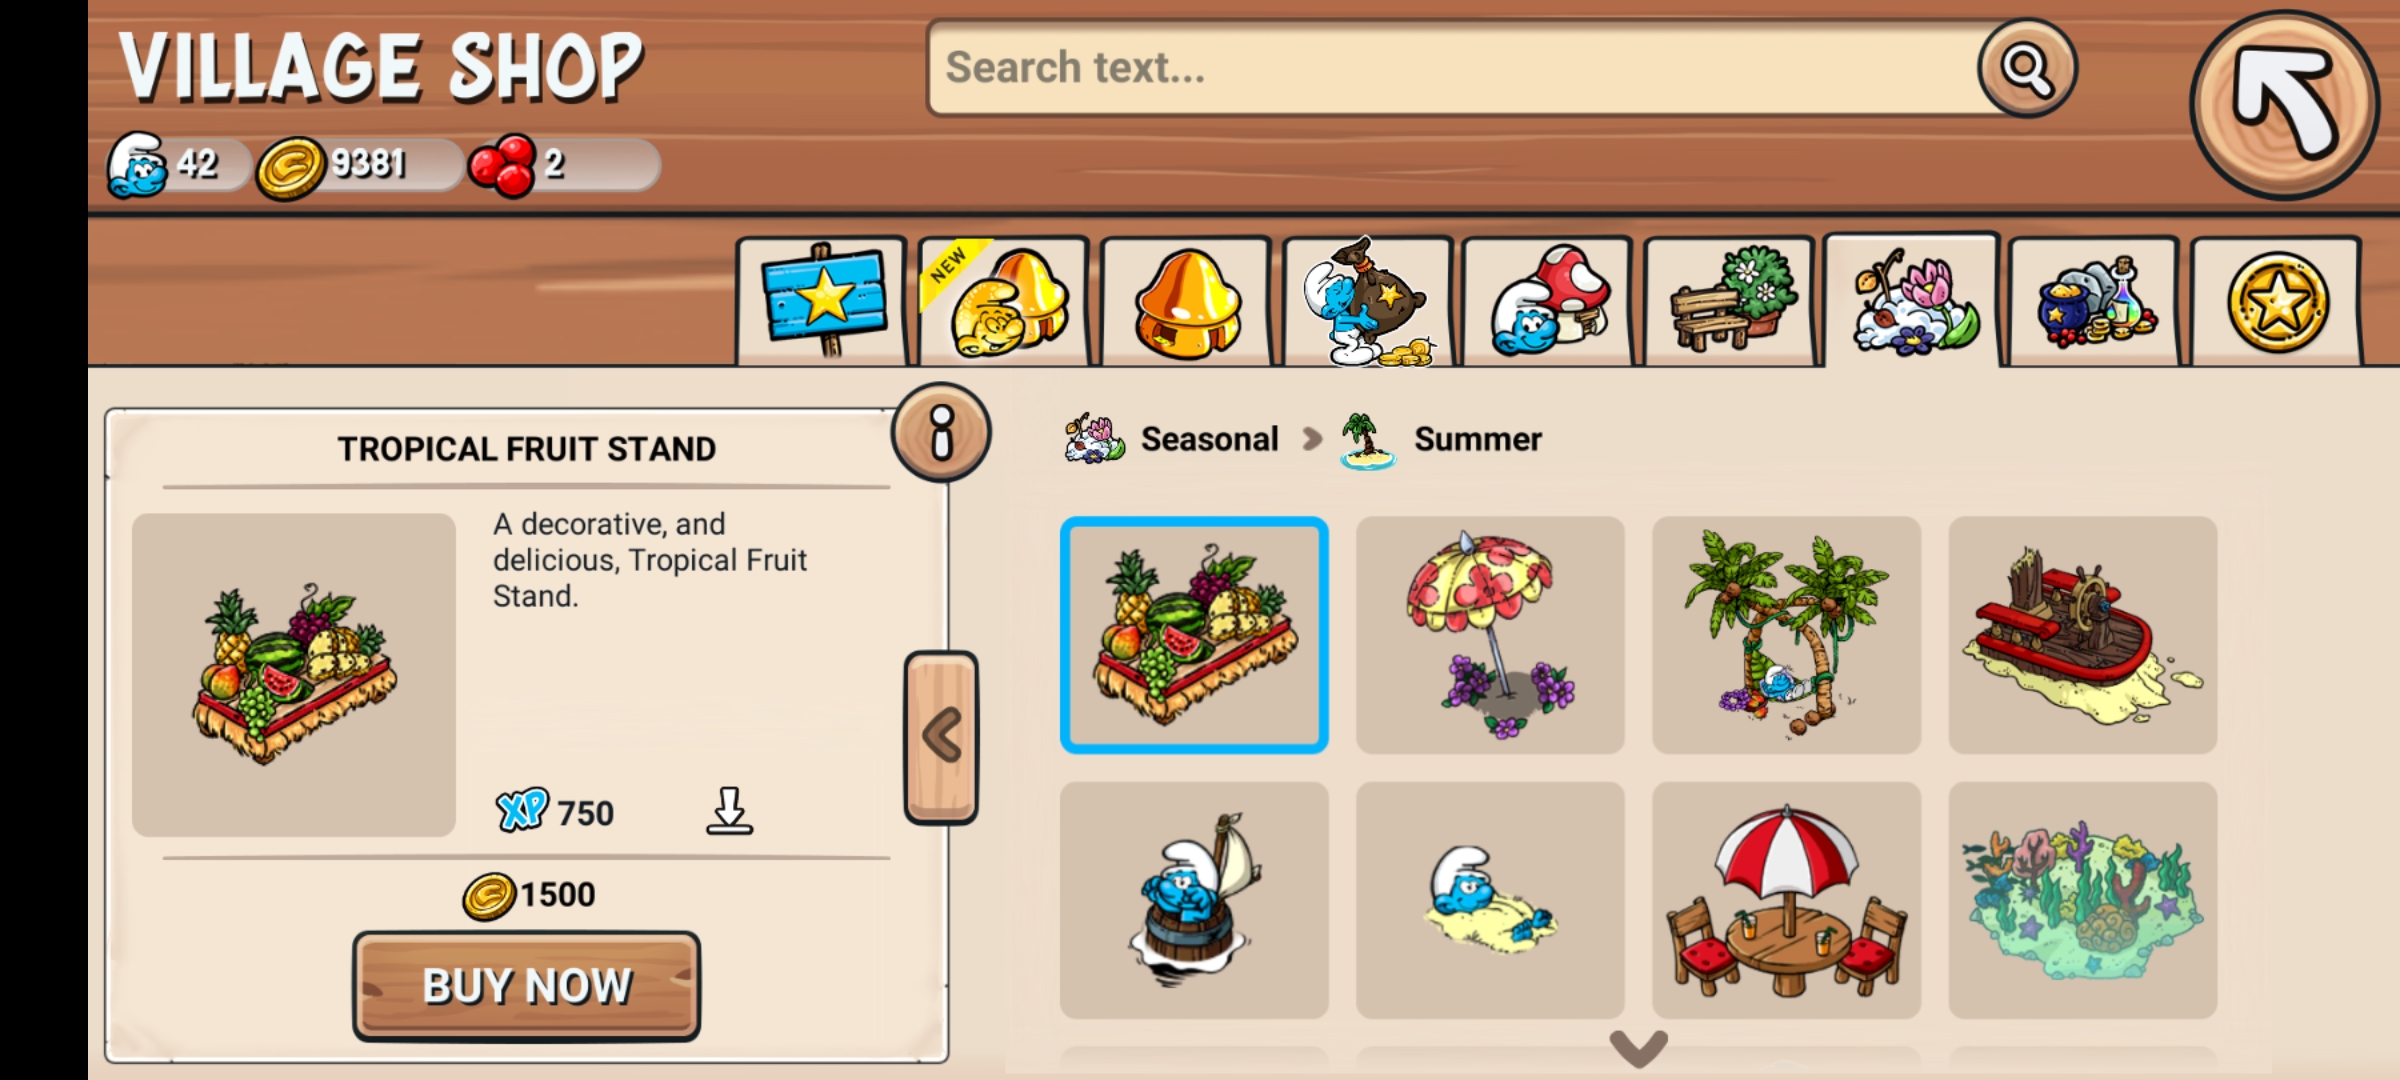 VILLAGE SHOP
Search text...
42
9381
2
NEW
TROPICAL FRUIT STAND
A decorative, and
delicious, Tropical Fruit
Stand.
XP 750
1500
BUY NOW
Seasonal
Summer